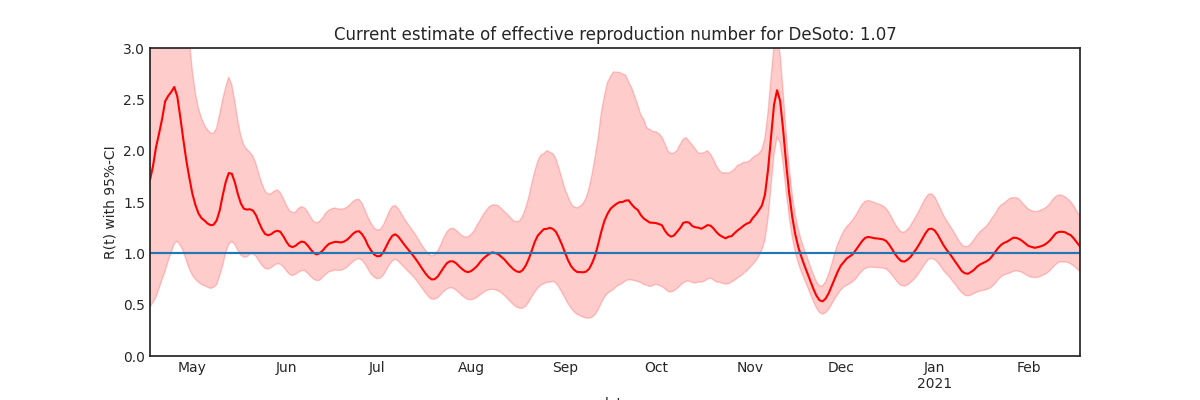 Current estimate of effective reproduction number for DeSoto: 1.07
R(t) with 95%-CI
3.0
2.5
2.0
1.5
1.0
0.5
0.0
May Jun Jul Aug Sep Oct Nov Dec Jan Feb
2021